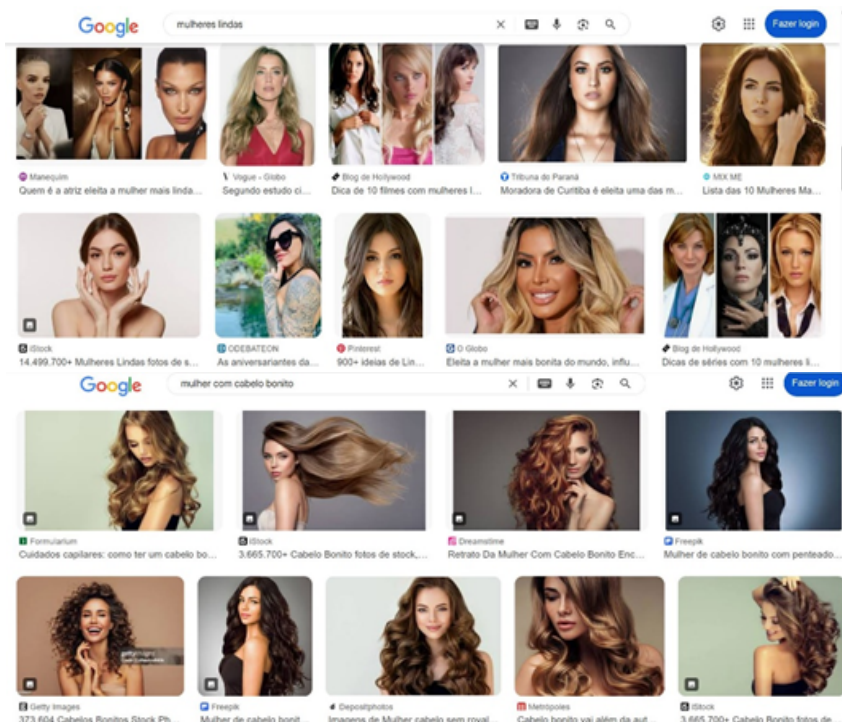 Google
mulheres lindas
Fazer login
Manequim
Quem é a atriz eleita a mulher mais linda...
Vogue - Globo
Segundo estudo ci...
Blog de Hollywood
Dica de 10 filmes com mulheres l...
Tribuna do Paraná
Moradora de Curitiba é eleita uma das m...
MIX ME
Lista das 10 Mulheres Ma...
iStock
14.499.700+ Mulheres Lindas fotos de s...
ODEBATEON
As aniversariantes da...
Pinterest
900+ ideias de Lin...
O Globo
Eleita a mulher mais bonita do mundo, influ...
Blog de Hollywood
Dicas de séries com 10 mulheres li...
Google
mulher com cabelo bonito
Fazer login
Formularium
Cuidados capilares: como ter um cabelo bo...
iStock
3.665.700+ Cabelo Bonito fotos de stock,...
Dreamstime
Retrato Da Mulher Com Cabelo Bonito Enc...
Freepik
Mulher de cabelo bonito com penteado...
gettyimages
Getty Images
373.604 Cabelos Bonitos Stock Ph...
Freepik
Mulher de cabelo bonit...
Depositphotos
Imagens de Mulher cabelo sem royal...
Metrópoles
Cabelo bonito vai além da aut...
iStock
3.665.700+ Cabelo Bonito fotos de...